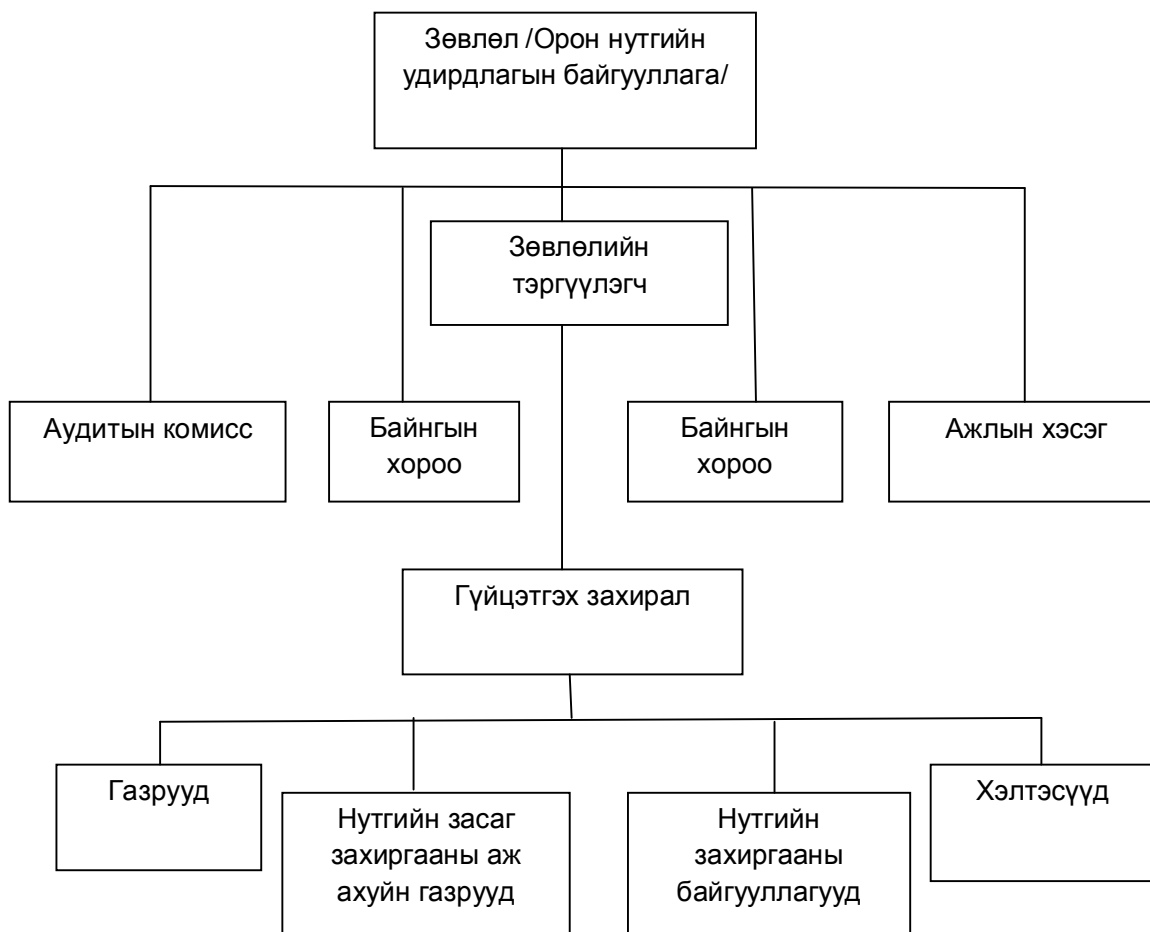 Зөвлөл /Орон нутгийн
удирдлагын байгууллага/
Зөвлөлийн
тэргүүлэгч
Аудитын комисс
Байнгын
хороо
Байнгын
хороо
Ажлын хэсэг
Гүйцэтгэх захирал
Газрууд
Нутгийн засаг
захиргааны аж
ахуйн газрууд
Нутгийн
захиргааны
байгууллагууд
Хэлтэсүүд